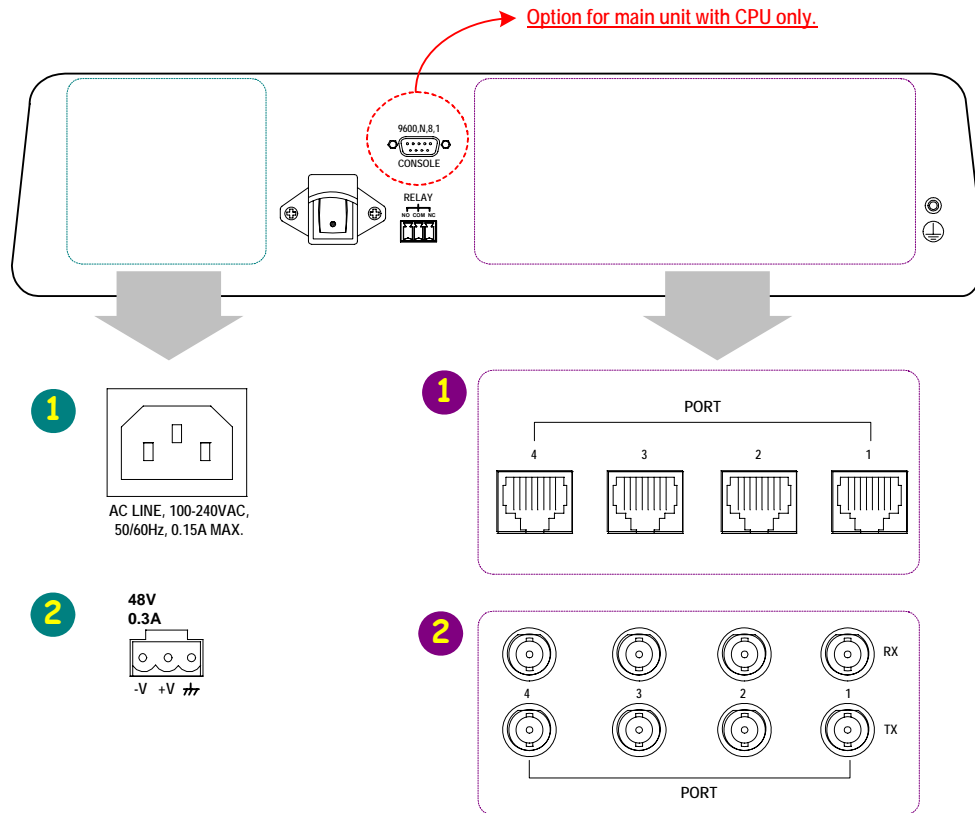 Option for main unit with CPU only.
9600,N,8,1
CONSOLE
RELAY
NO COM NC
1
AC LINE, 100-240VAC,
50/60Hz, 0.15A MAX.
2
48V
0.3A
-V +V
1
PORT
4 3 2 1
2
RX
4 3 2 1
TX
PORT